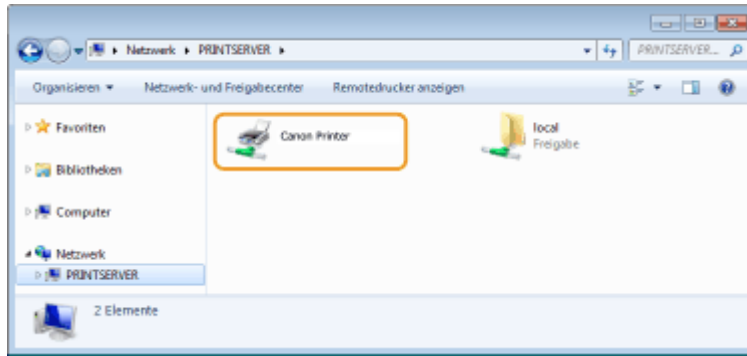 Netzwerk ▸ PRINTSERVER ▸
PRINTSERVER...
Organisieren
Netzwerk- und Freigabecenter
Remotedrucker anzeigen
Favoriten
Bibliotheken
Computer
Netzwerk
PRINTSERVER
Canon Printer
local
Freigabe
2 Elemente